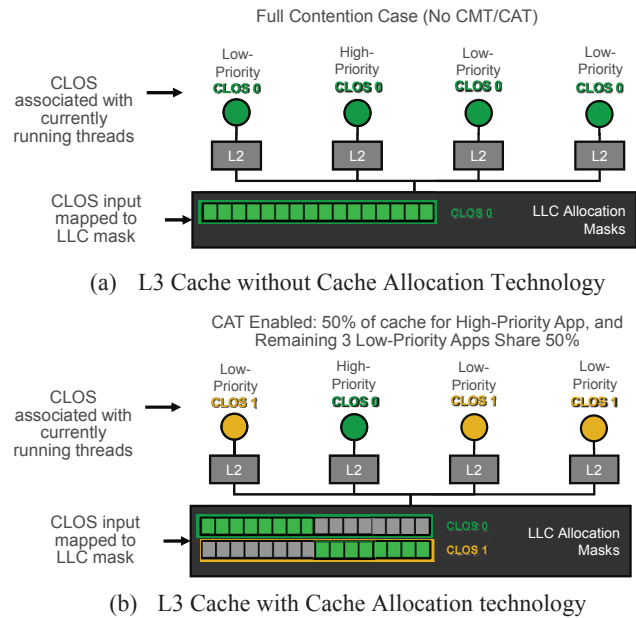 Full Contention Case (No CMT/CAT)
Low-
Priority
CLOS 0
High-
Priority
CLOS 0
Low-
Priority
CLOS 0
Low-
Priority
CLOS 0
CLOS
associated with
currently
running threads
L2
L2
L2
L2
CLOS input
mapped to
LLC mask
CLOS 0
LLC Allocation
Masks
(a) L3 Cache without Cache Allocation Technology
CAT Enabled: 50% of cache for High-Priority App, and
Remaining 3 Low-Priority Apps Share 50%
Low-
Priority
CLOS 1
High-
Priority
CLOS 0
Low-
Priority
CLOS 1
Low-
Priority
CLOS 1
CLOS
associated with
currently
running threads
L2
L2
L2
L2
CLOS input
mapped to
LLC mask
CLOS 0
CLOS 1
LLC Allocation
Masks
(b) L3 Cache with Cache Allocation technology